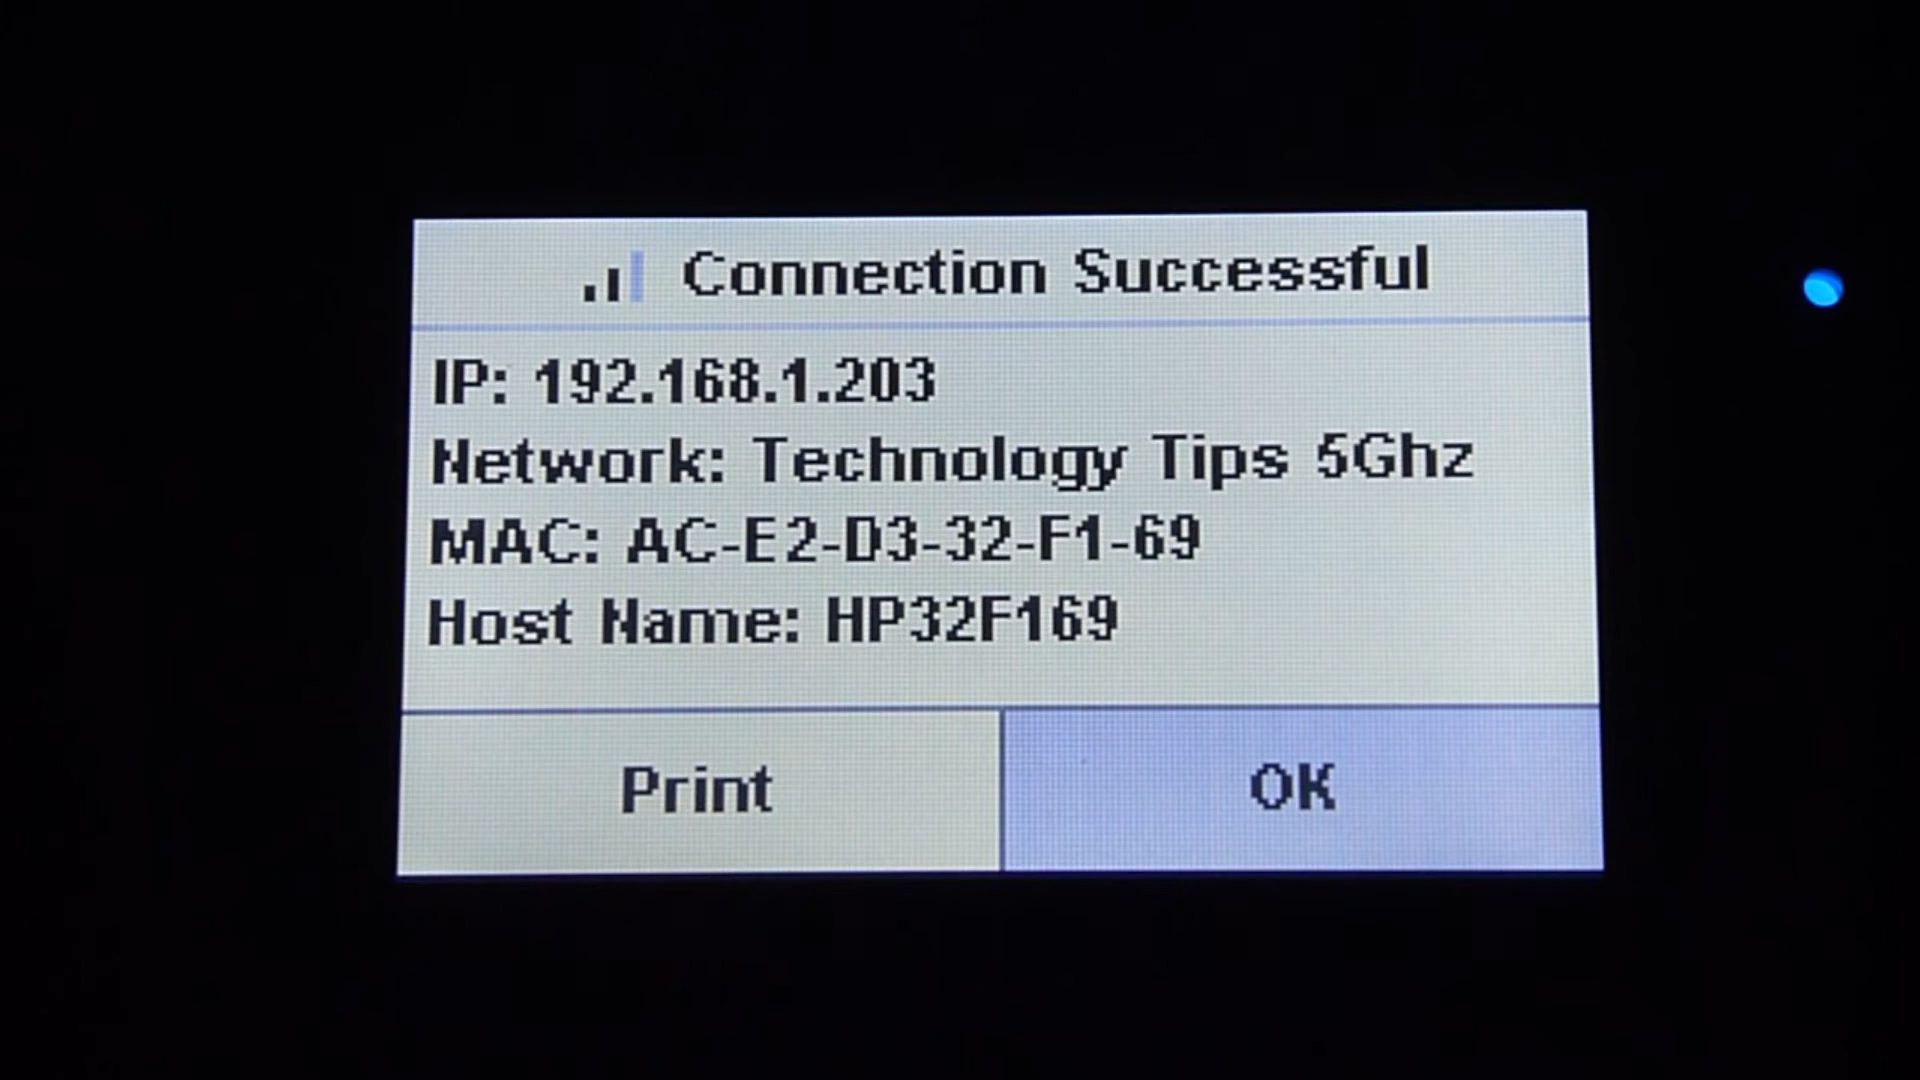 Connection Successful
IP: 192.168.1.203
Network: Technology Tips 5Ghz
MAC: AC-E2-D3-32-F1-69
Host Name: HP32F169
Print
OK